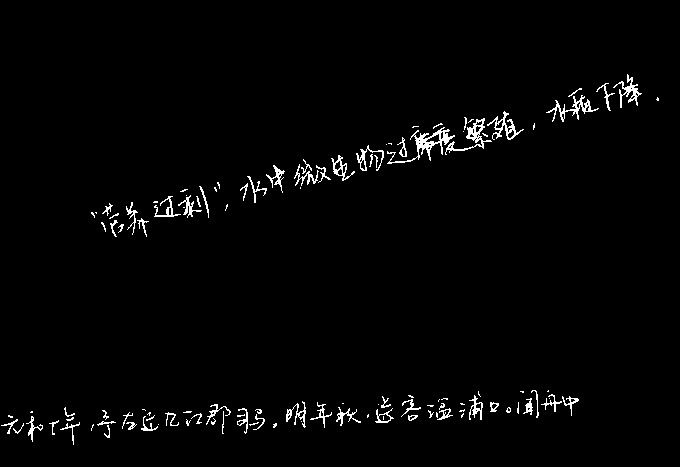 “营养过剩”，水中微生物过度繁殖，水下降．
元和十年，予左迁九江郡司马。明年秋，送客湓浦口。闻舟中